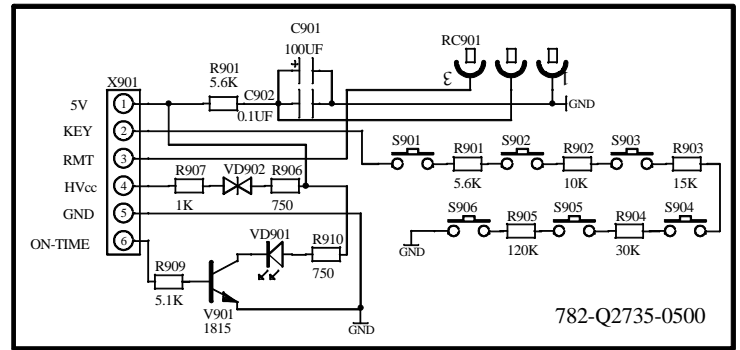 C901
100UF
+
RC901
X901
R901
5.6K
C902
0.1UF
3
1
GND
5V
1
KEY
2
RMT
3
HVcc
4
GND
5
ON-TIME
6
S901
R901
5.6K
S902
R902
10K
S903
R903
15K
R907
1K
VD902
R906
750
S906
R905
120K
S905
R904
30K
S904
GND
VD901
R910
750
R909
5.1K
V901
1815
GND
782-Q2735-0500